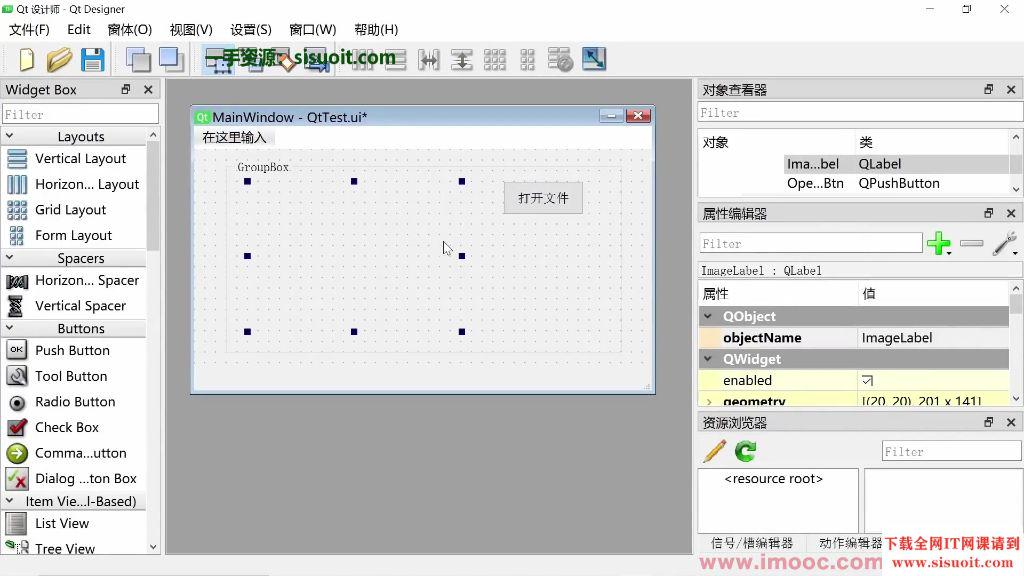 Qt 设计师 - Qt Designer
文件(F) Edit 窗体(O) 视图(V) 设置(S) 窗口(W) 帮助(H)
一手资源 sisuoit.com
Widget Box
Filter
Layouts
Vertical Layout
Horizon... Layout
Grid Layout
Form Layout
Spacers
Horizon... Spacer
Vertical Spacer
Buttons
OK Push Button
Tool Button
Radio Button
Check Box
Comma...utton
Dialog ...ton Box
Item Vie...l-Based)
List View
Tree View
Qt MainWindow - QtTest.ui*
在这里输入
GroupBox
打开文件
对象查看器
Filter
对象 类
Ima...bel QLabel
Ope...Btn QPushButton
属性编辑器
Filter
ImageLabel : QLabel
属性 值
QObject
objectName ImageLabel
QWidget
enabled
geometry [(20, 20), 201 x 141]
资源浏览器
Filter
<resource root>
信号/槽编辑器 动作编辑器
下载全网IT网课请到
www.imooc.com
www.sisuoit.com